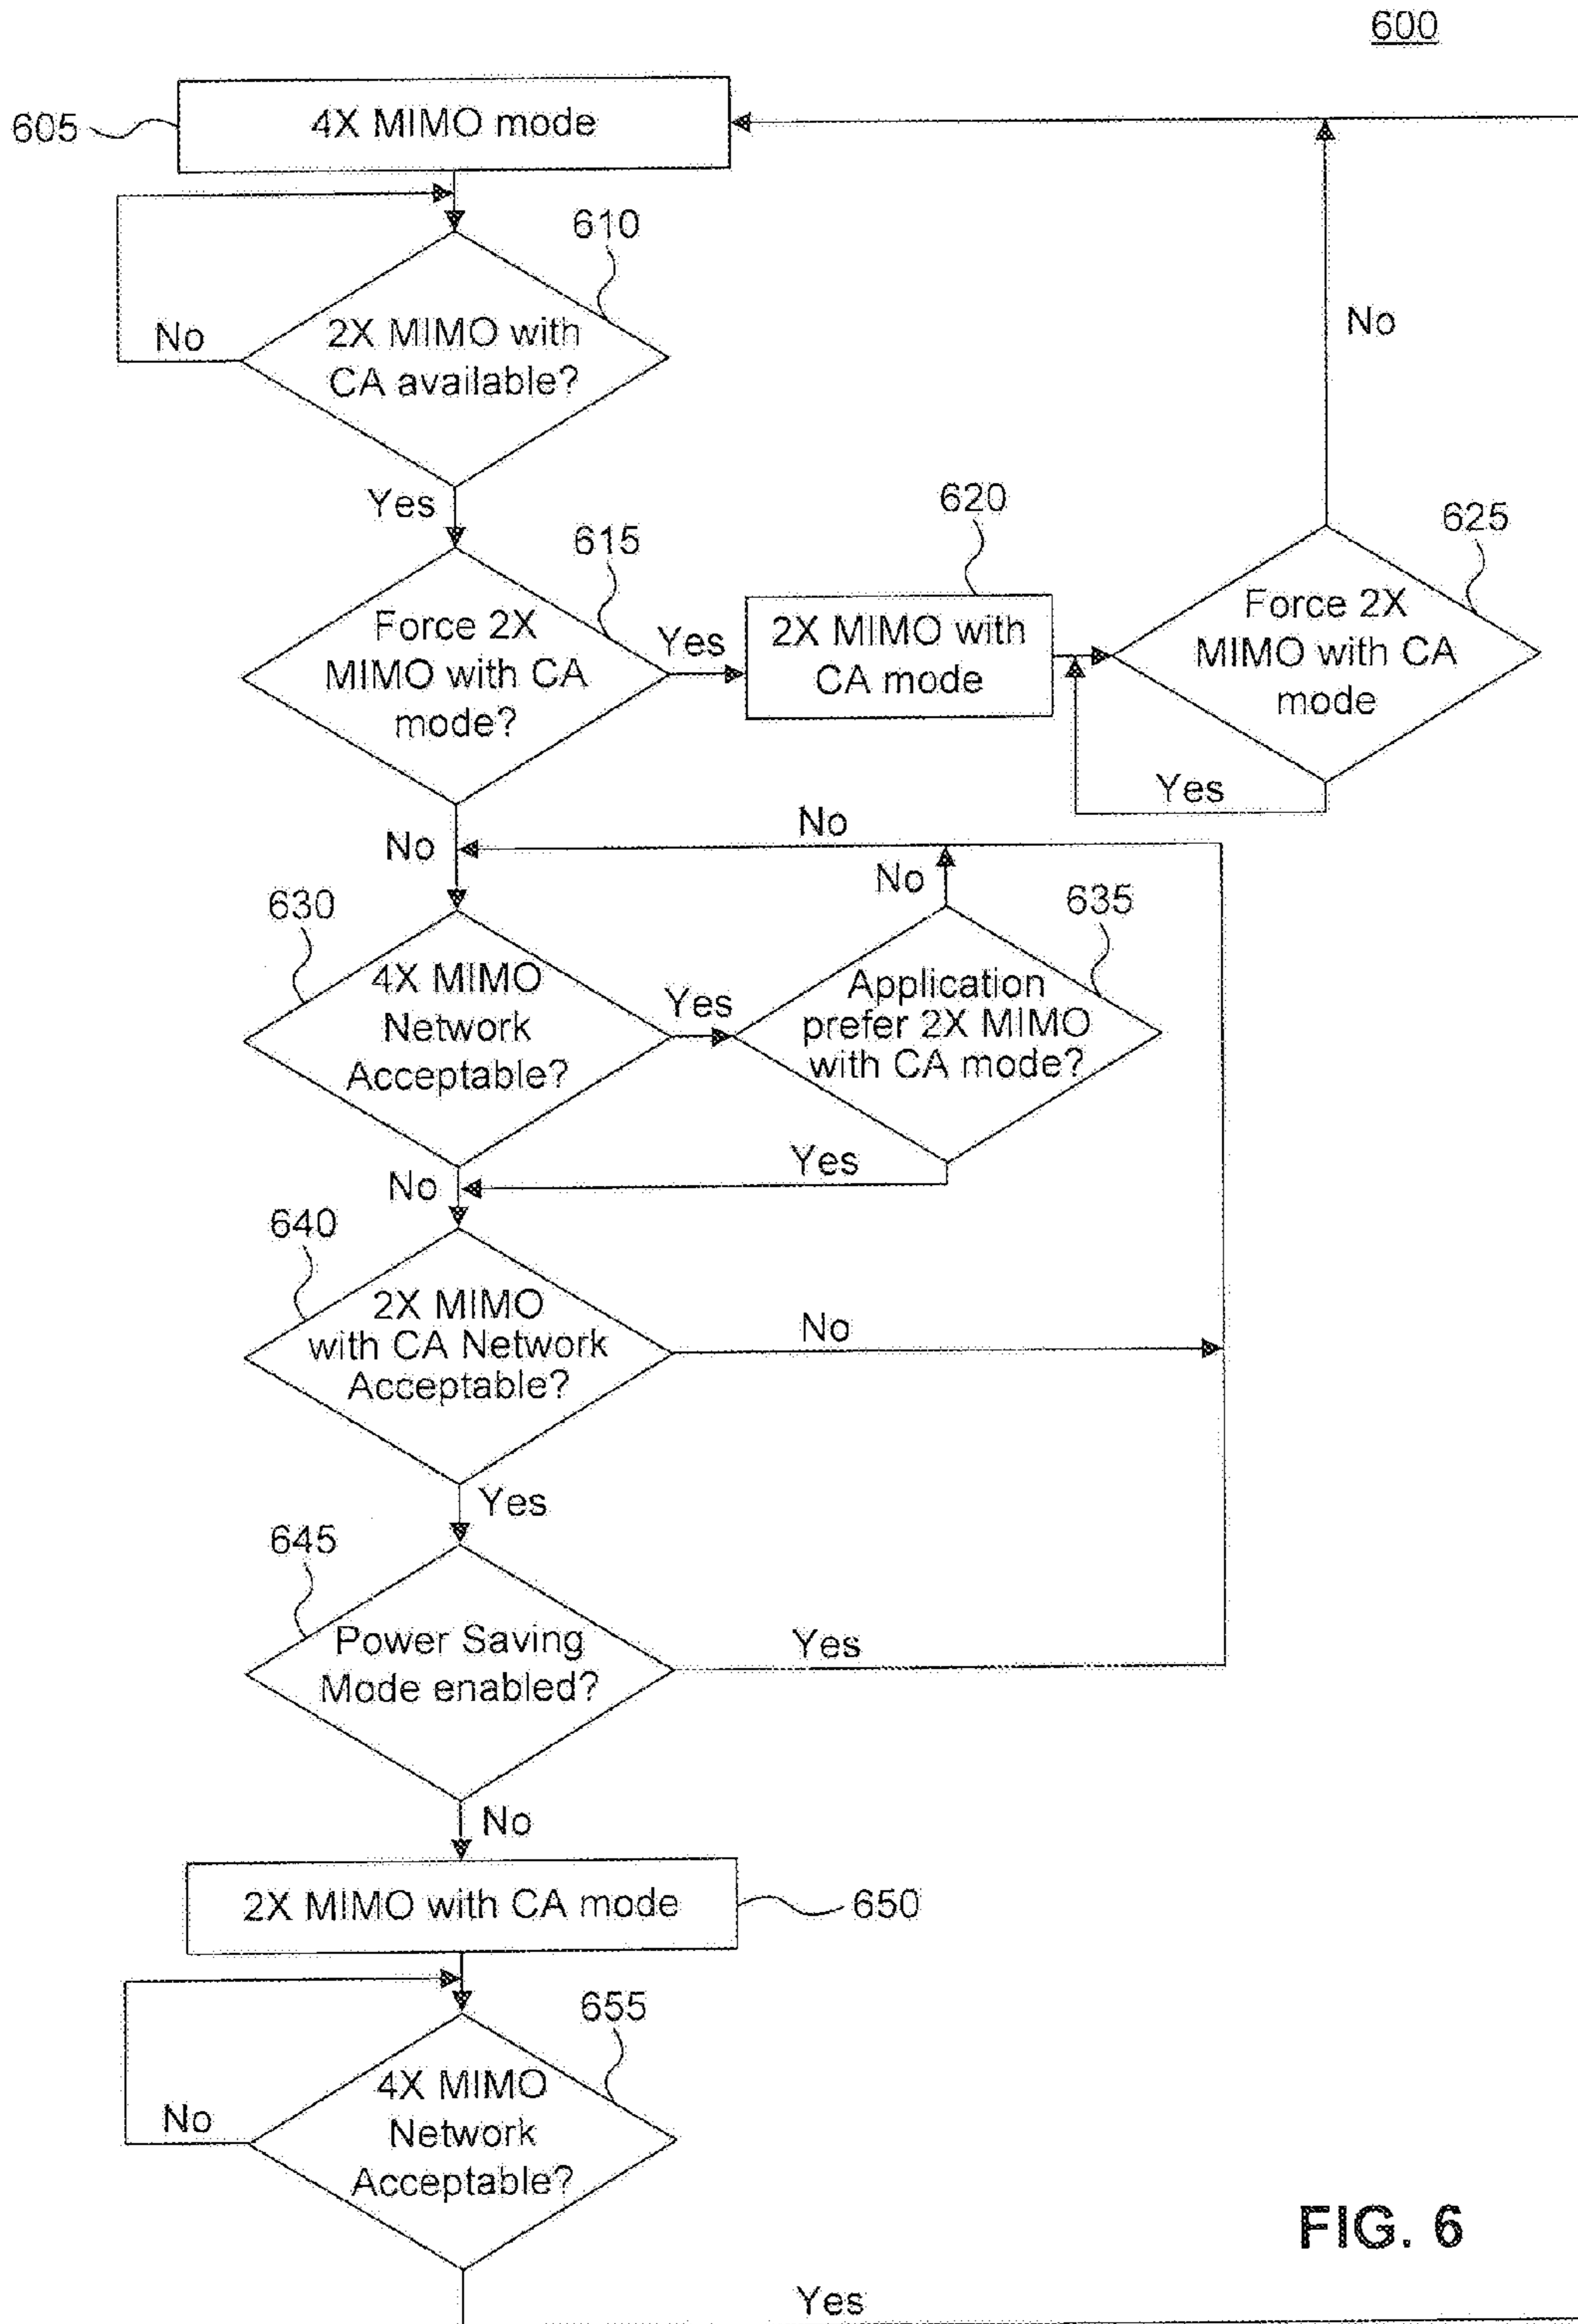 600
605
4X MIMO mode
610
2X MIMO with
CA available?
No
No
Yes
615
620
625
Force 2X
MIMO with CA
mode?
Yes
2X MIMO with
CA mode
Force 2X
MIMO with CA
mode
Yes
No
No
No
630
635
4X MIMO
Network
Acceptable?
Yes
Application
prefer 2X MIMO
with CA mode?
Yes
No
640
2X MIMO
with CA Network
Acceptable?
No
Yes
645
Power Saving
Mode enabled?
Yes
No
2X MIMO with CA mode
650
655
4X MIMO
Network
Acceptable?
No
FIG. 6
Yes